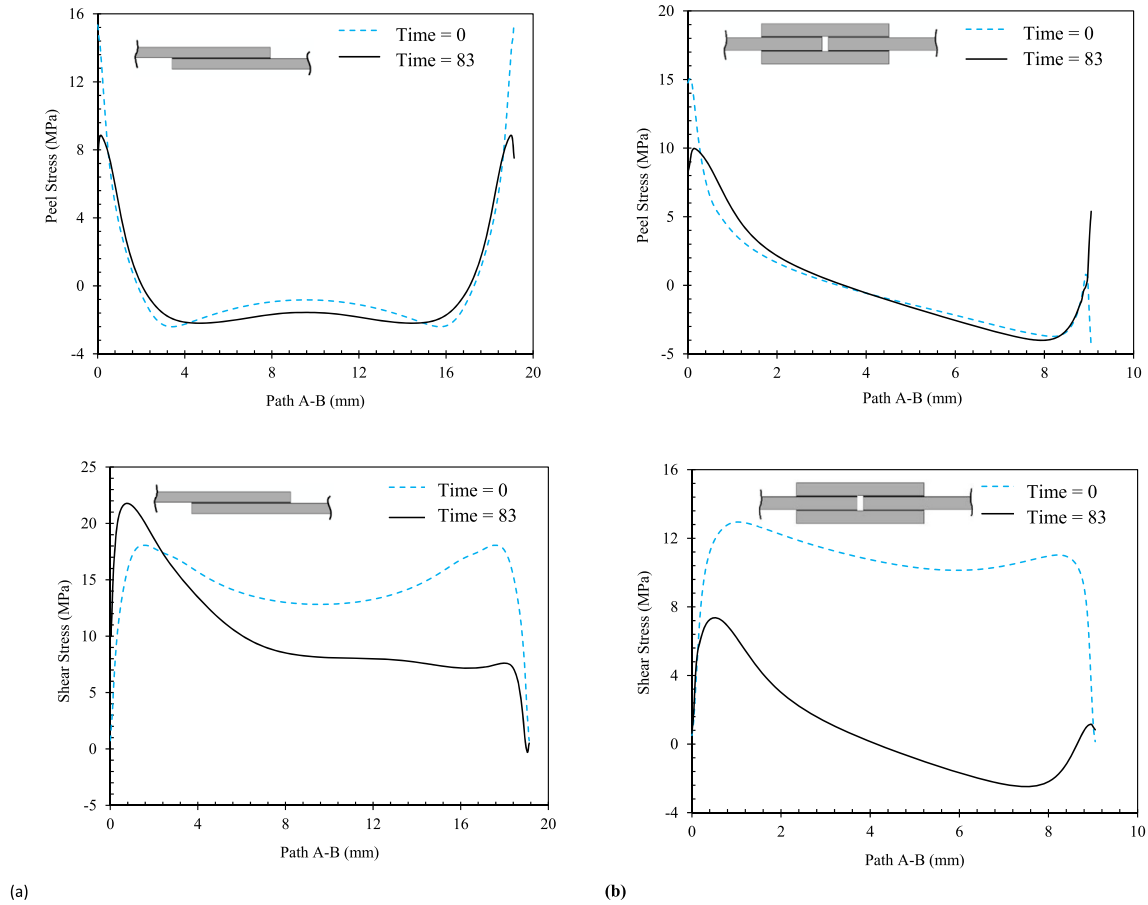 16
12
8
4
0
-4
Peel Stress (MPa)
Time = 0
Time = 83
0
4
8
12
16
20
Path A-B (mm)
20
15
10
5
0
-5
Peel Stress (MPa)
Time = 0
Time = 83
0
2
4
6
8
10
Path A-B (mm)
25
20
15
10
5
0
-5
Shear Stress (MPa)
Time = 0
Time = 83
0
4
8
12
16
20
Path A-B (mm)
16
12
8
4
0
-4
Shear Stress (MPa)
Time = 0
Time = 83
0
2
4
6
8
10
Path A-B (mm)
(a)
(b)